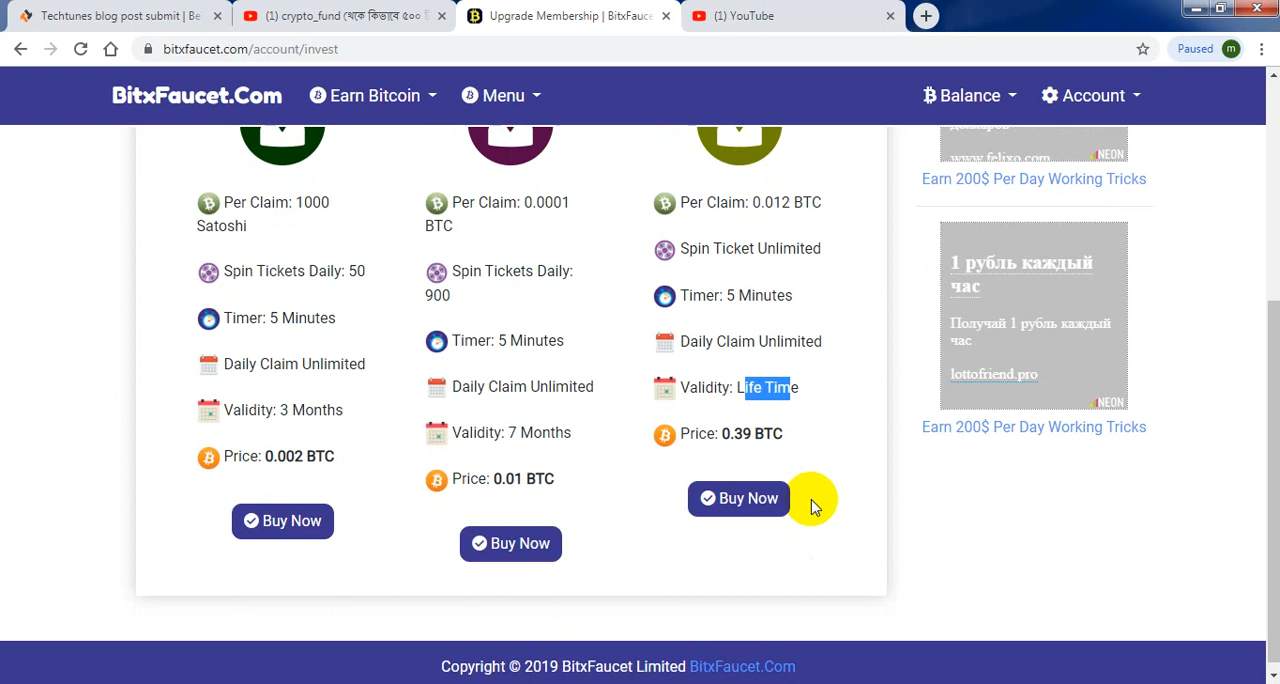 Techtunes blog post submit | Be
(1) crypto_fund থেকে কিভাবে ৫০০ ট
Upgrade Membership | BitxFauce
(1) YouTube
bitxfaucet.com/account/invest
Paused
m
BitxFaucet.Com
Earn Bitcoin
Menu
Balance
Account
Per Claim: 1000
Satoshi
Spin Tickets Daily: 50
Timer: 5 Minutes
Daily Claim Unlimited
Validity: 3 Months
Price: 0.002 BTC
Buy Now
Per Claim: 0.0001
BTC
Spin Tickets Daily:
900
Timer: 5 Minutes
Daily Claim Unlimited
Validity: 7 Months
Price: 0.01 BTC
Buy Now
Per Claim: 0.012 BTC
Spin Ticket Unlimited
Timer: 5 Minutes
Daily Claim Unlimited
Validity: Life Time
Price: 0.39 BTC
Buy Now
долларов
www.felixo.com
NEON
Earn 200$ Per Day Working Tricks
1 рубль каждый
час
Получай 1 рубль каждый
час
lottofriend.pro
NEON
Earn 200$ Per Day Working Tricks
Copyright © 2019 BitxFaucet Limited BitxFaucet.Com